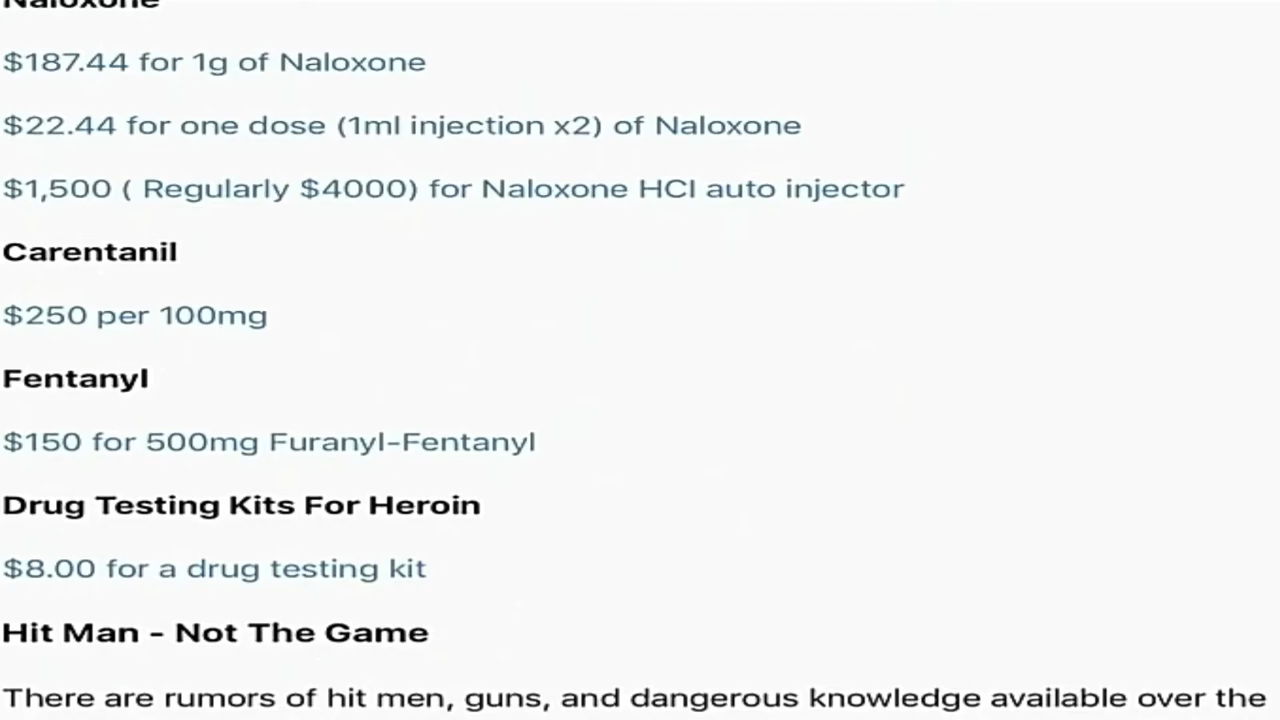 Naloxone
$187.44 for 1g of Naloxone
$22.44 for one dose (1ml injection x2) of Naloxone
$1,500 ( Regularly $4000) for Naloxone HCI auto injector
Carentanil
$250 per 100mg
Fentanyl
$150 for 500mg Furanyl-Fentanyl
Drug Testing Kits For Heroin
$8.00 for a drug testing kit
Hit Man - Not The Game
There are rumors of hit men, guns, and dangerous knowledge available over the